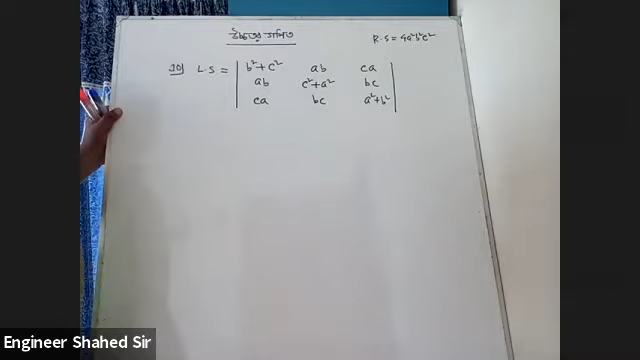 উচ্চতর গণিত
R.S = 4a²b²c²
10| L.S = | b²+c² ab ca |
| ab c²+a² bc |
| ca bc a²+b² |
Engineer Shahed Sir